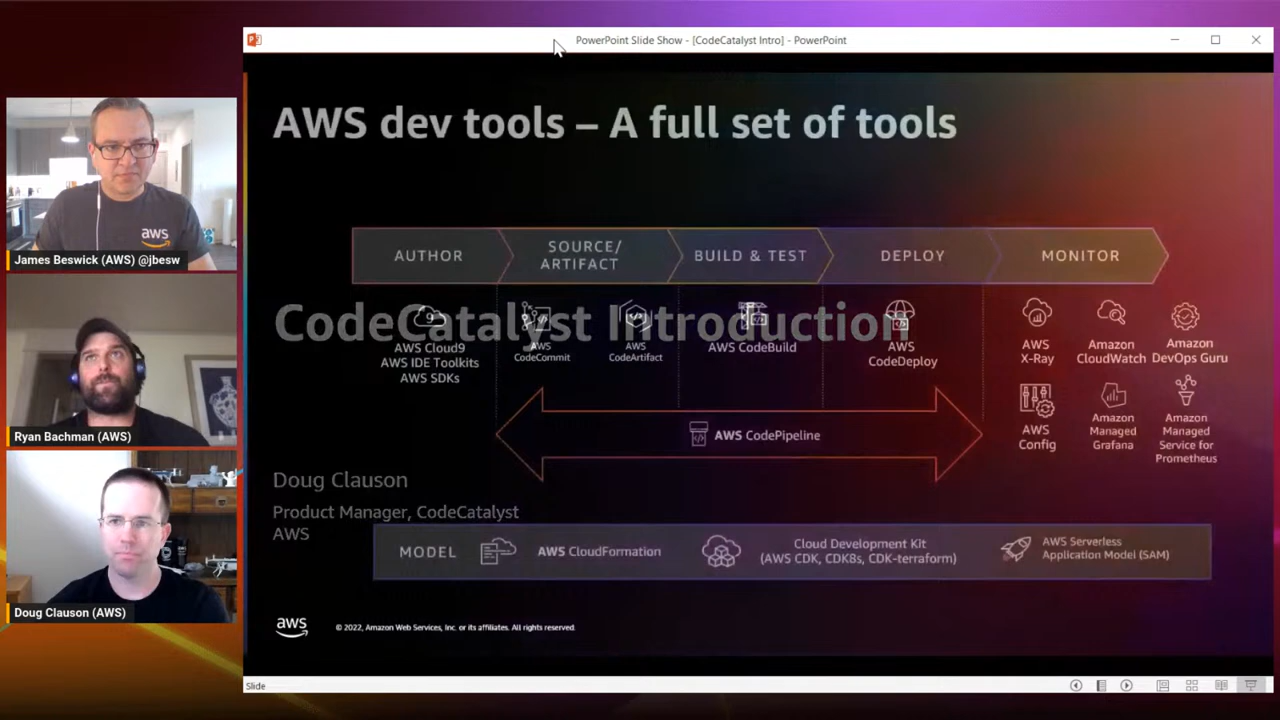 PowerPoint Slide Show - [CodeCatalyst Intro] - PowerPoint
AWS dev tools – A full set of tools
AUTHOR
SOURCE/
ARTIFACT
BUILD & TEST
DEPLOY
MONITOR
CodeCatalyst Introduction
AWS Cloud9
AWS IDE Toolkits
AWS SDKs
AWS
CodeCommit
AWS
CodeArtifact
AWS CodeBuild
AWS
CodeDeploy
AWS
X-Ray
Amazon
CloudWatch
Amazon
DevOps Guru
AWS
Config
Amazon
Managed
Grafana
Amazon
Managed
Service for
Prometheus
AWS CodePipeline
Doug Clauson
Product Manager, CodeCatalyst
AWS
MODEL
AWS CloudFormation
Cloud Development Kit
(AWS CDK, CDK8s, CDK-terraform)
AWS Serverless
Application Model (SAM)
aws
© 2022, Amazon Web Services, Inc. or its affiliates. All rights reserved.
Slide
aws
James Beswick (AWS) @jbesw
Ryan Bachman (AWS)
Doug Clauson (AWS)